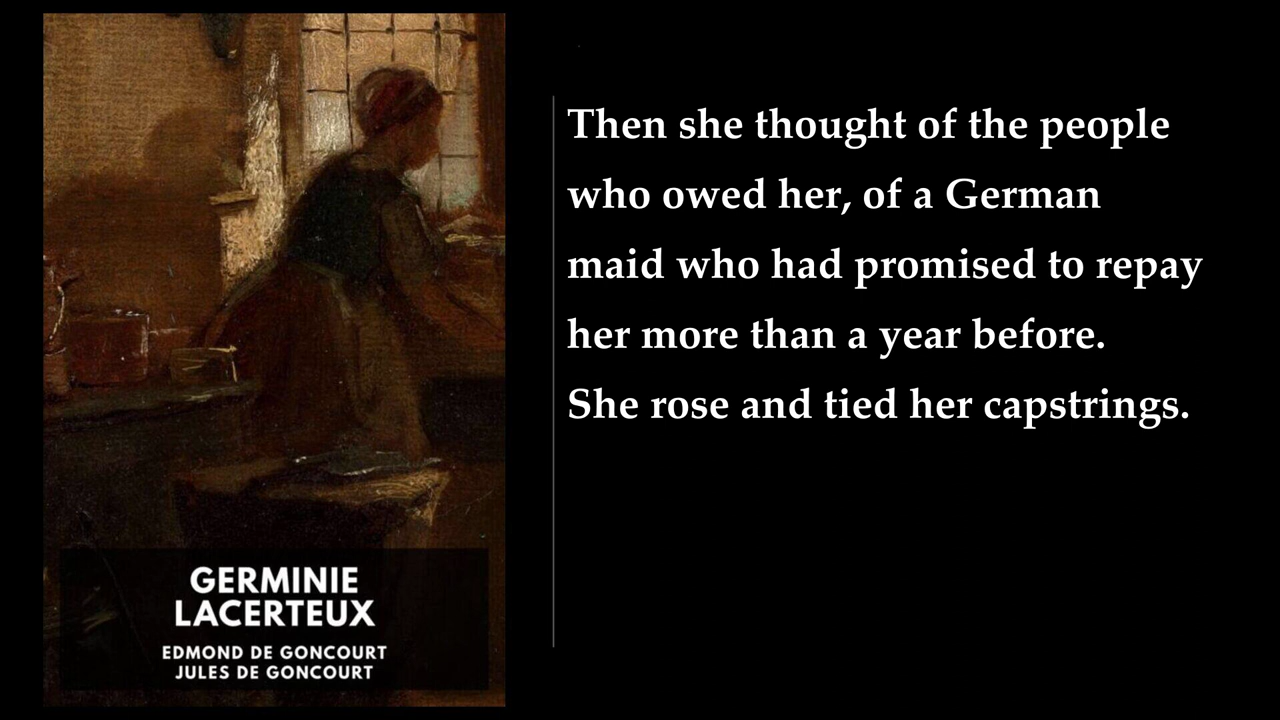 Then she thought of the people
who owed her, of a German
maid who had promised to repay
her more than a year before.
She rose and tied her capstrings.
GERMINIE
LACERTEUX
EDMOND DE GONCOURT
JULES DE GONCOURT